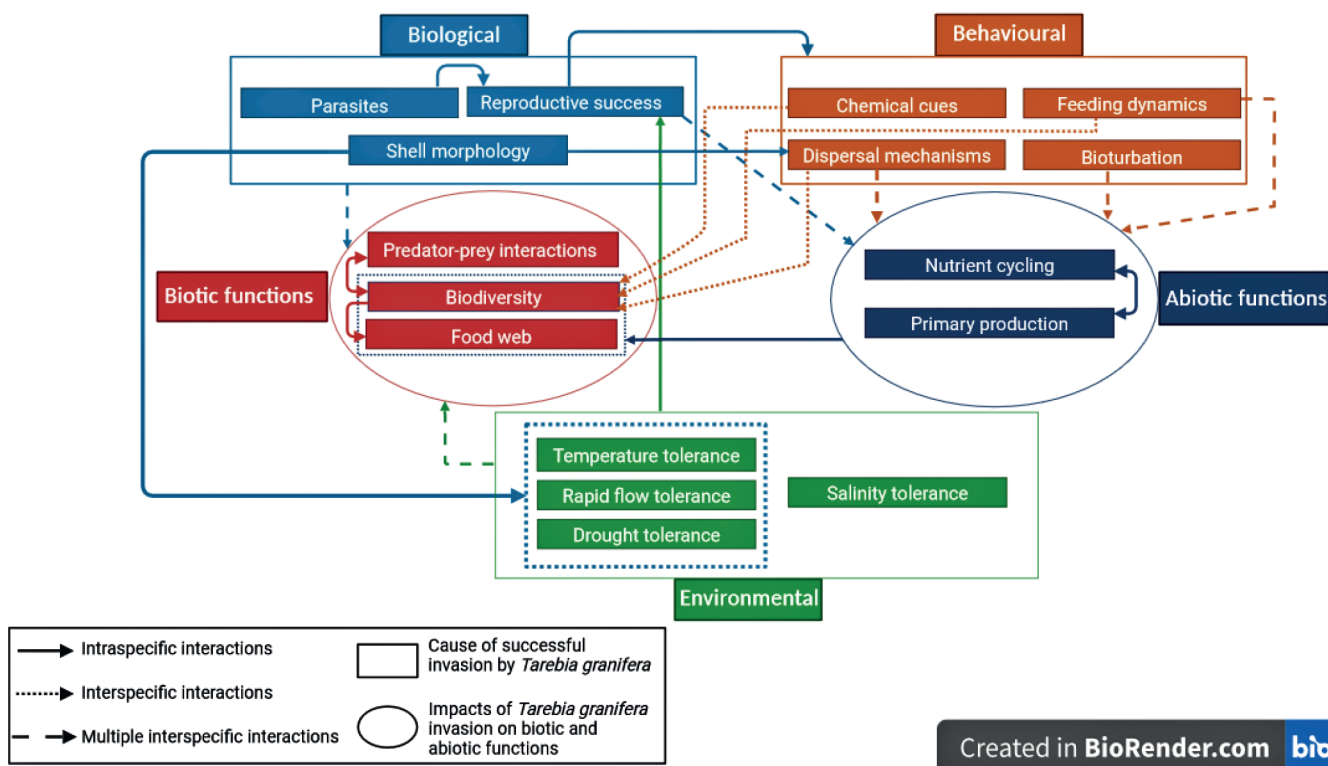 Biological
Behavioural
Parasites
Reproductive success
Chemical cues
Feeding dynamics
Shell morphology
Dispersal mechanisms
Bioturbation
Predator-prey interactions
Biotic functions
Biodiversity
Food web
Nutrient cycling
Abiotic functions
Primary production
Temperature tolerance
Rapid flow tolerance
Salinity tolerance
Drought tolerance
Environmental
Intraspecific interactions
Interspecific interactions
Multiple interspecific interactions
Cause of successful
invasion by Tarebia granifera
Impacts of Tarebia granifera
invasion on biotic and
abiotic functions
Created in BioRender.com
bio